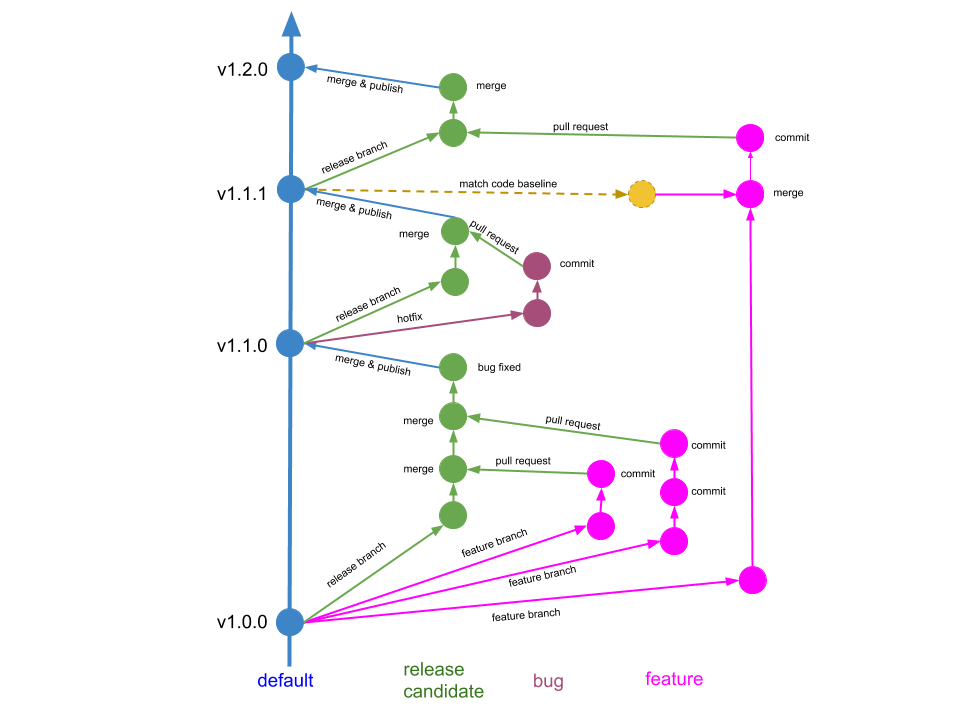 v1.2.0
merge & publish
merge
release branch
pull request
commit
v1.1.1
match code baseline
merge
merge & publish
merge
pull request
commit
release branch
hotfix
v1.1.0
merge & publish
bug fixed
merge
pull request
commit
merge
pull request
commit
commit
release branch
feature branch
feature branch
feature branch
v1.0.0
default
release
candidate
bug
feature